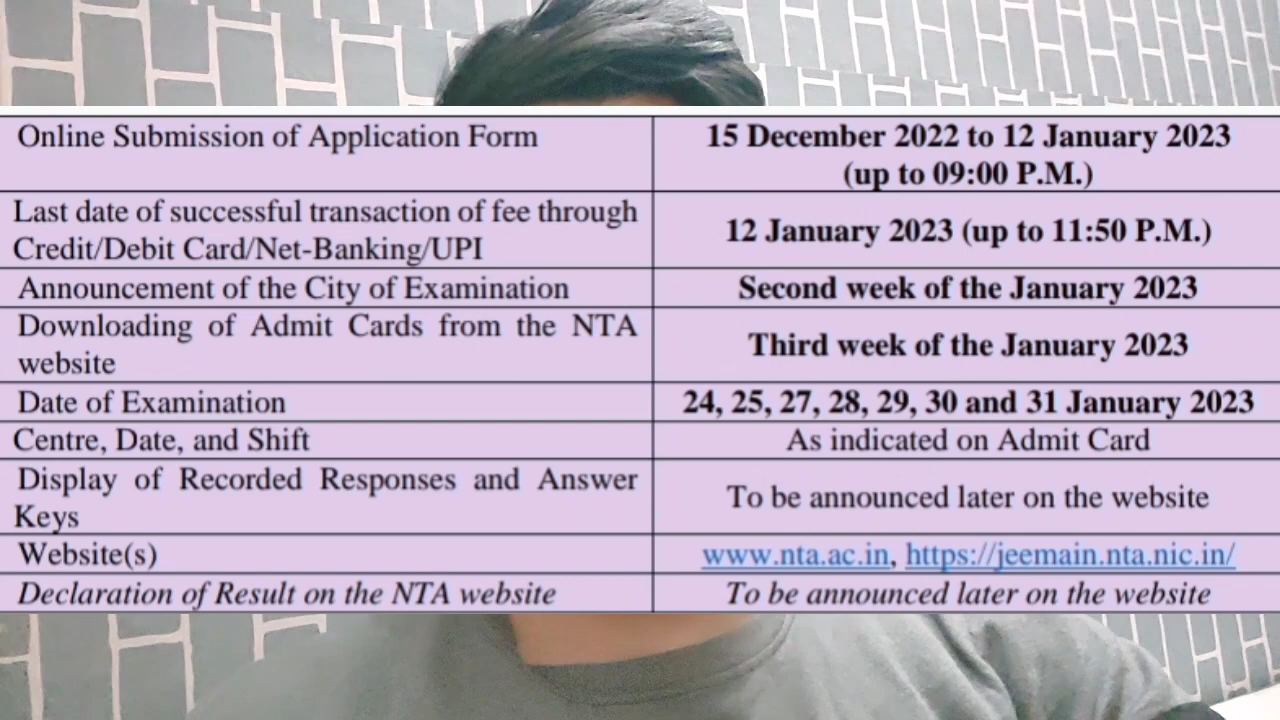 Online Submission of Application Form
15 December 2022 to 12 January 2023
(up to 09:00 P.M.)
Last date of successful transaction of fee through
Credit/Debit Card/Net-Banking/UPI
12 January 2023 (up to 11:50 P.M.)
Announcement of the City of Examination
Second week of the January 2023
Downloading of Admit Cards from the NTA
website
Third week of the January 2023
Date of Examination
24, 25, 27, 28, 29, 30 and 31 January 2023
Centre, Date, and Shift
As indicated on Admit Card
Display of Recorded Responses and Answer
Keys
To be announced later on the website
Website(s)
www.nta.ac.in, https://jeemain.nta.nic.in/
Declaration of Result on the NTA website
To be announced later on the website